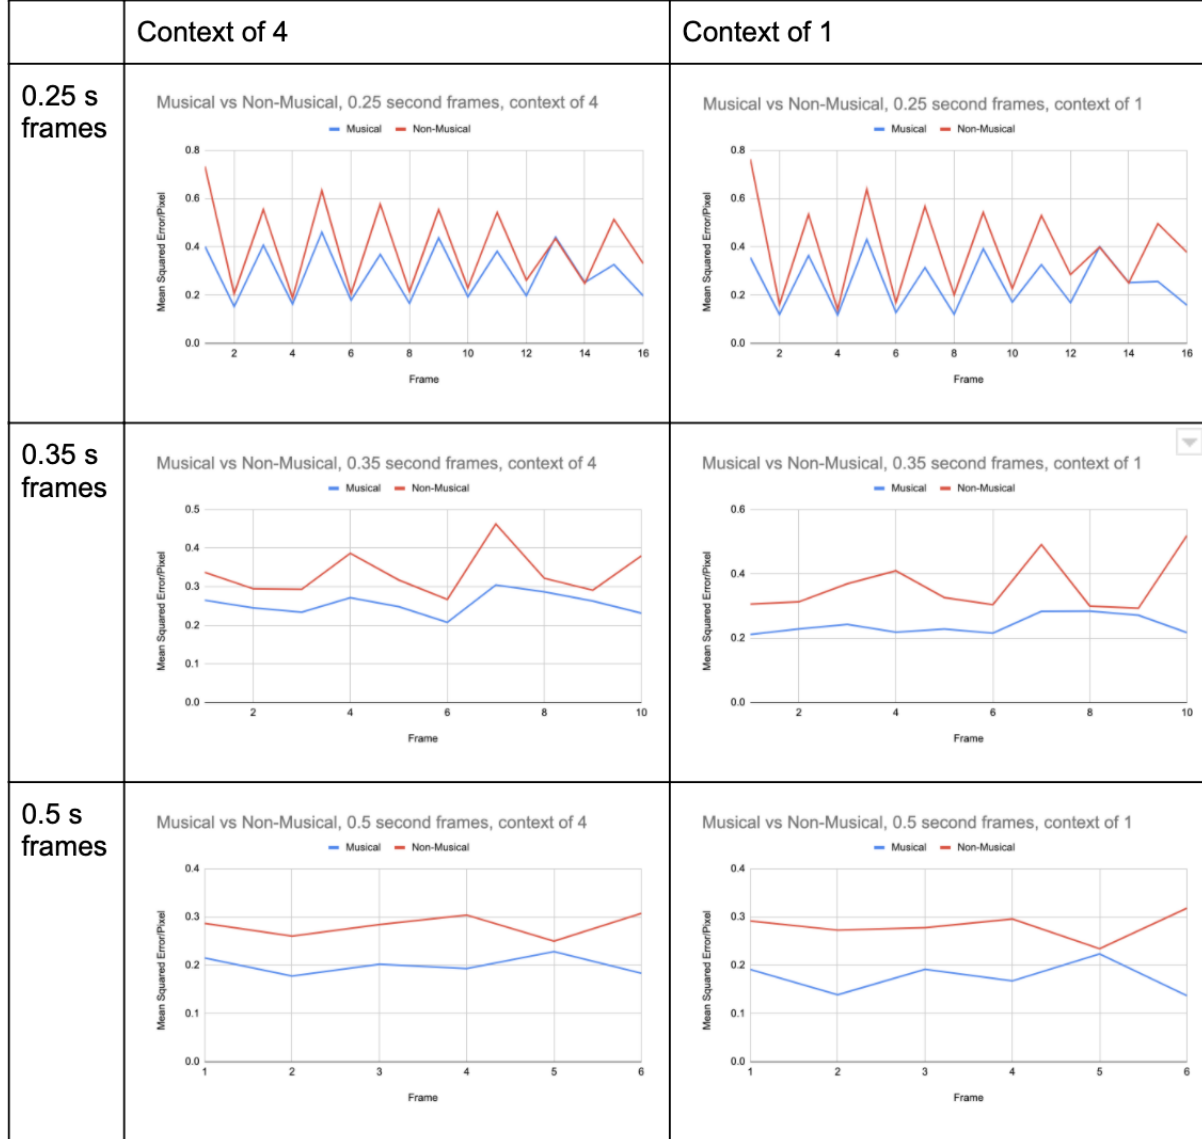 Context of 4
Context of 1
0.25 s
frames
Musical vs Non-Musical, 0.25 second frames, context of 4
Musical Non-Musical
Mean Squared Error/Pixel
0.8
0.6
0.4
0.2
0.0
2 4 6 8 10 12 14 16
Frame
Musical vs Non-Musical, 0.25 second frames, context of 1
Musical Non-Musical
Mean Squared Error/Pixel
0.8
0.6
0.4
0.2
0.0
2 4 6 8 10 12 14 16
Frame
0.35 s
frames
Musical vs Non-Musical, 0.35 second frames, context of 4
Musical Non-Musical
Mean Squared Error/Pixel
0.5
0.4
0.3
0.2
0.1
0.0
2 4 6 8 10
Frame
Musical vs Non-Musical, 0.35 second frames, context of 1
Musical Non-Musical
Mean Squared Error/Pixel
0.6
0.4
0.2
0.0
2 4 6 8 10
Frame
0.5 s
frames
Musical vs Non-Musical, 0.5 second frames, context of 4
Musical Non-Musical
Mean Squared Error/Pixel
0.4
0.3
0.2
0.1
0.0
1 2 3 4 5 6
Frame
Musical vs Non-Musical, 0.5 second frames, context of 1
Musical Non-Musical
Mean Squared Error/Pixel
0.4
0.3
0.2
0.1
0.0
1 2 3 4 5 6
Frame